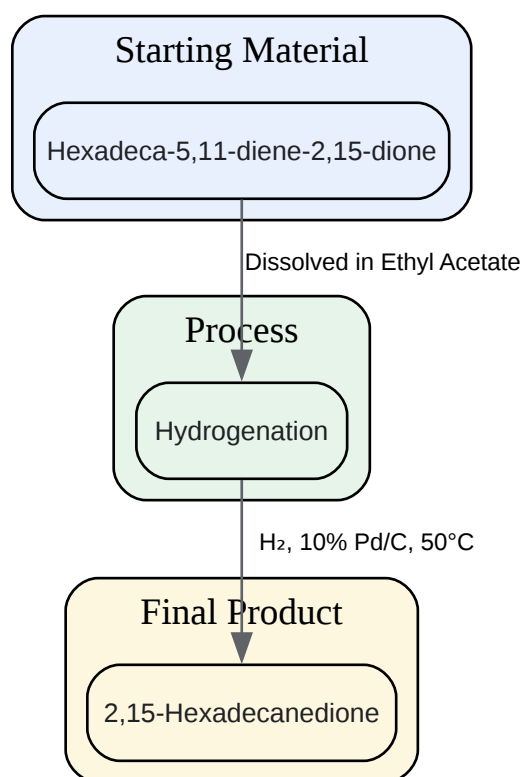 Starting Material
Hexadeca-5,11-diene-2,15-dione
Dissolved in Ethyl Acetate
Process
Hydrogenation
H₂, 10% Pd/C, 50°C
Final Product
2,15-Hexadecanedione